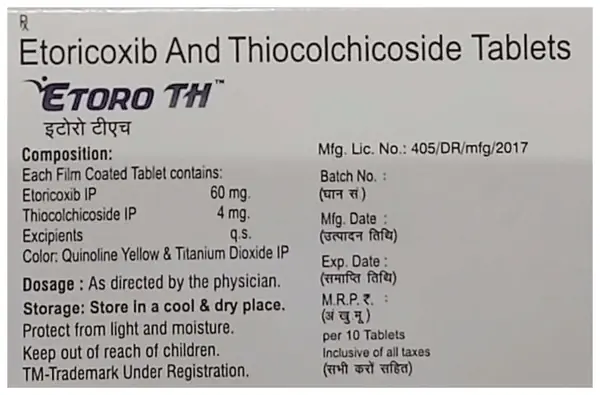 ℞
Etoricoxib And Thiocolchicoside Tablets
ETORO TH™
इटोरो टीएच
Composition:
Each Film Coated Tablet contains:
Etoricoxib IP 60 mg.
Thiocolchicoside IP 4 mg.
Excipients q.s.
Color: Quinoline Yellow & Titanium Dioxide IP
Dosage : As directed by the physician.
Storage: Store in a cool & dry place.
Protect from light and moisture.
Keep out of reach of children.
TM-Trademark Under Registration.
Mfg. Lic. No.: 405/DR/mfg/2017
Batch No. :
(घान सं.)
Mfg. Date :
(उत्पादन तिथि)
Exp. Date :
(समाप्ति तिथि)
M.R.P. ₹. :
(अं.खु.मू.)
per 10 Tablets
Inclusive of all taxes
(सभी करों सहित)